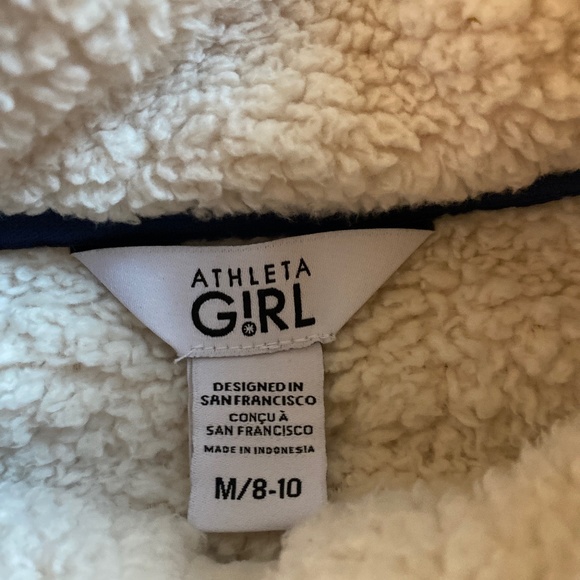 ATHLETA
G!RL
DESIGNED IN
SAN FRANCISCO
CONÇU À
SAN FRANCISCO
MADE IN INDONESIA
M/8-10